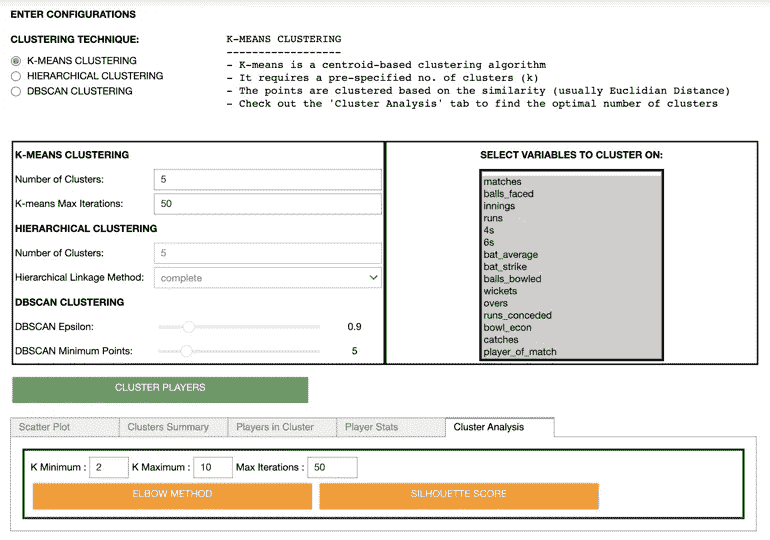 ENTER CONFIGURATIONS
CLUSTERING TECHNIQUE:
K-MEANS CLUSTERING
HIERARCHICAL CLUSTERING
DBSCAN CLUSTERING
K-MEANS CLUSTERING
------------------
- K-means is a centroid-based clustering algorithm
- It requires a pre-specified no. of clusters (k)
- The points are clustered based on the similarity (usually Euclidian Distance)
- Check out the 'Cluster Analysis' tab to find the optimal number of clusters
K-MEANS CLUSTERING
Number of Clusters: 5
K-means Max Iterations: 50
HIERARCHICAL CLUSTERING
Number of Clusters: 5
Hierarchical Linkage Method: complete
DBSCAN CLUSTERING
DBSCAN Epsilon: 0.9
DBSCAN Minimum Points: 5
SELECT VARIABLES TO CLUSTER ON:
matches
balls_faced
innings
runs
4s
6s
bat_average
bat_strike
balls_bowled
wickets
overs
runs_conceded
bowl_econ
catches
player_of_match
CLUSTER PLAYERS
Scatter Plot Clusters Summary Players in Cluster Player Stats Cluster Analysis
K Minimum : 2 K Maximum : 10 Max Iterations : 50
ELBOW METHOD SILHOUETTE SCORE